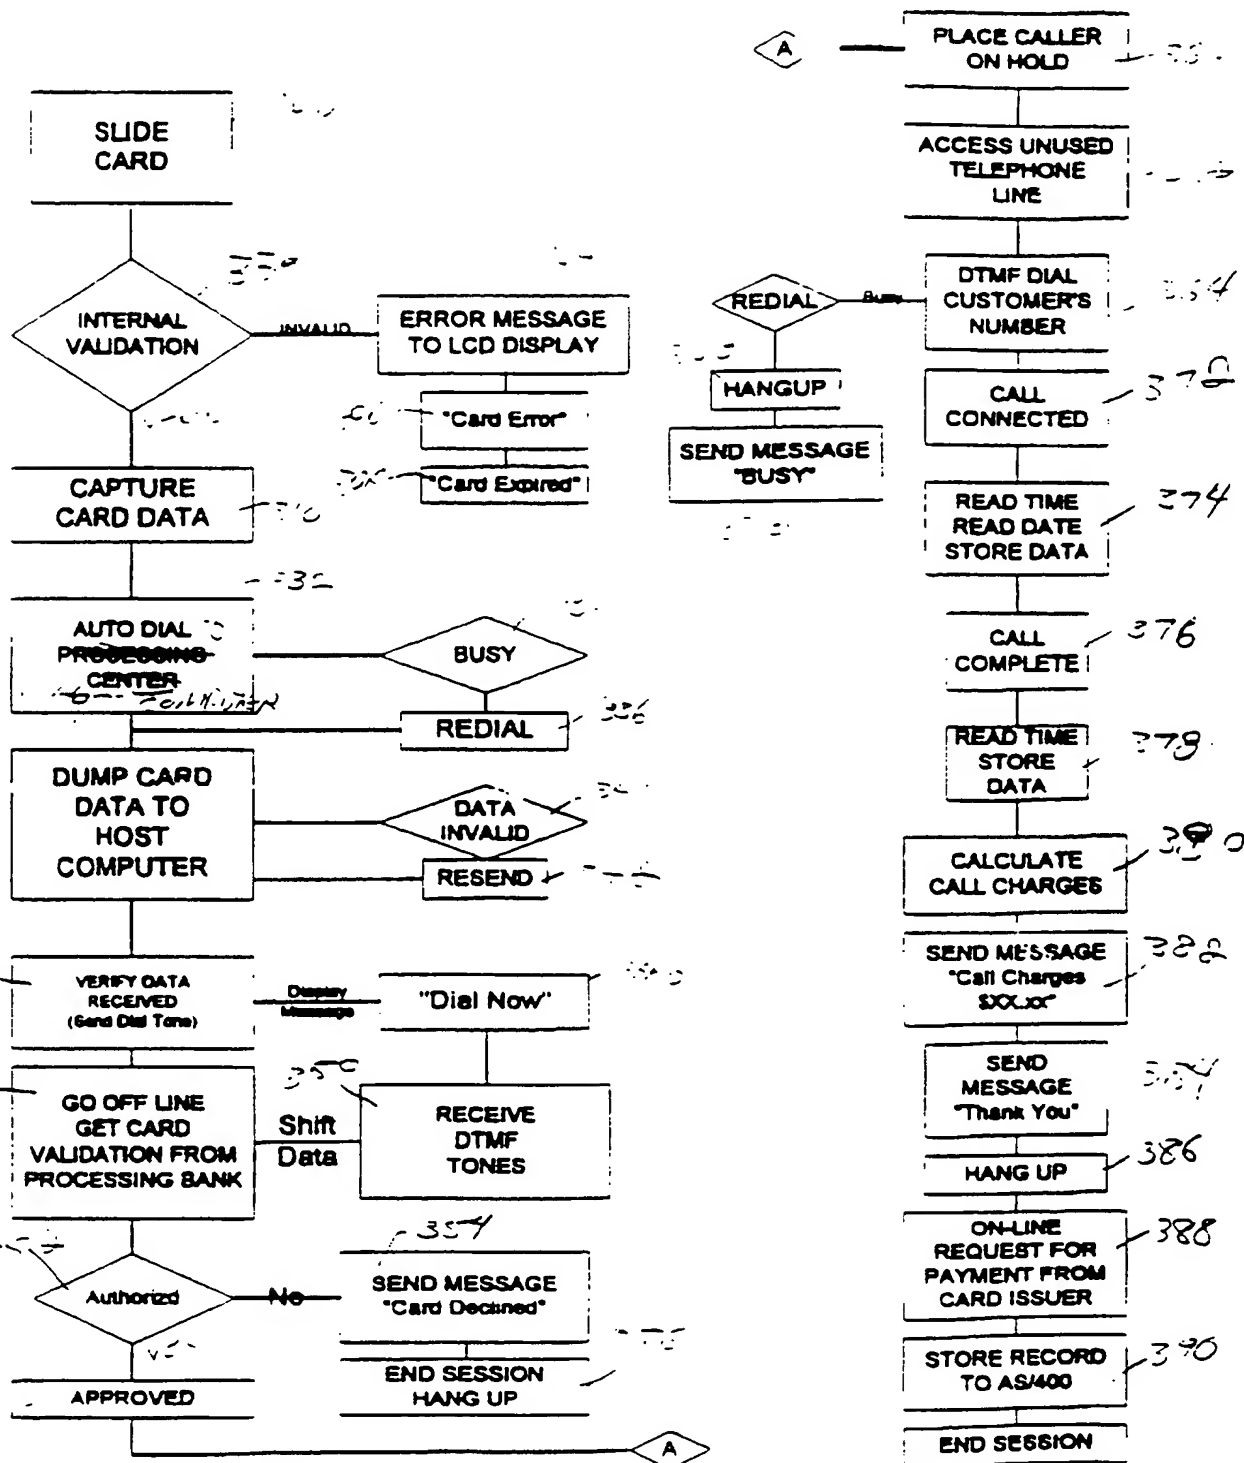 SLIDE
CARD
INTERNAL
VALIDATION
INVALID
ERROR MESSAGE
TO LCD DISPLAY
"Card Error"
"Card Expired"
CAPTURE
CARD DATA
AUTO DIAL
PROCESSING
CENTER
BUSY
REDIAL
336
DUMP CARD
DATA TO
HOST
COMPUTER
DATA
INVALID
RESEND
VERIFY DATA
RECEIVED
(Send Dial Tone)
Display
Message
"Dial Now"
GO OFF LINE
GET CARD
VALIDATION FROM
PROCESSING BANK
Shift
Data
RECEIVE
DTMF
TONES
Authorizd
No
354
SEND MESSAGE
"Card Declined"
END SESSION
HANG UP
APPROVED
A
A
PLACE CALLER
ON HOLD
ACCESS UNUSED
TELEPHONE
LINE
DTMF DIAL
CUSTOMER'S
NUMBER
Busy
REDIAL
HANGUP
SEND MESSAGE
"BUSY"
CALL
CONNECTED
372
READ TIME
READ DATE
STORE DATA
374
CALL
COMPLETE
376
READ TIME
STORE
DATA
378
CALCULATE
CALL CHARGES
380
SEND MESSAGE
"Call Charges
$XX.xx"
382
SEND
MESSAGE
"Thank You"
384
HANG UP
386
ON-LINE
REQUEST FOR
PAYMENT FROM
CARD ISSUER
388
STORE RECORD
TO AS/400
390
END SESSION